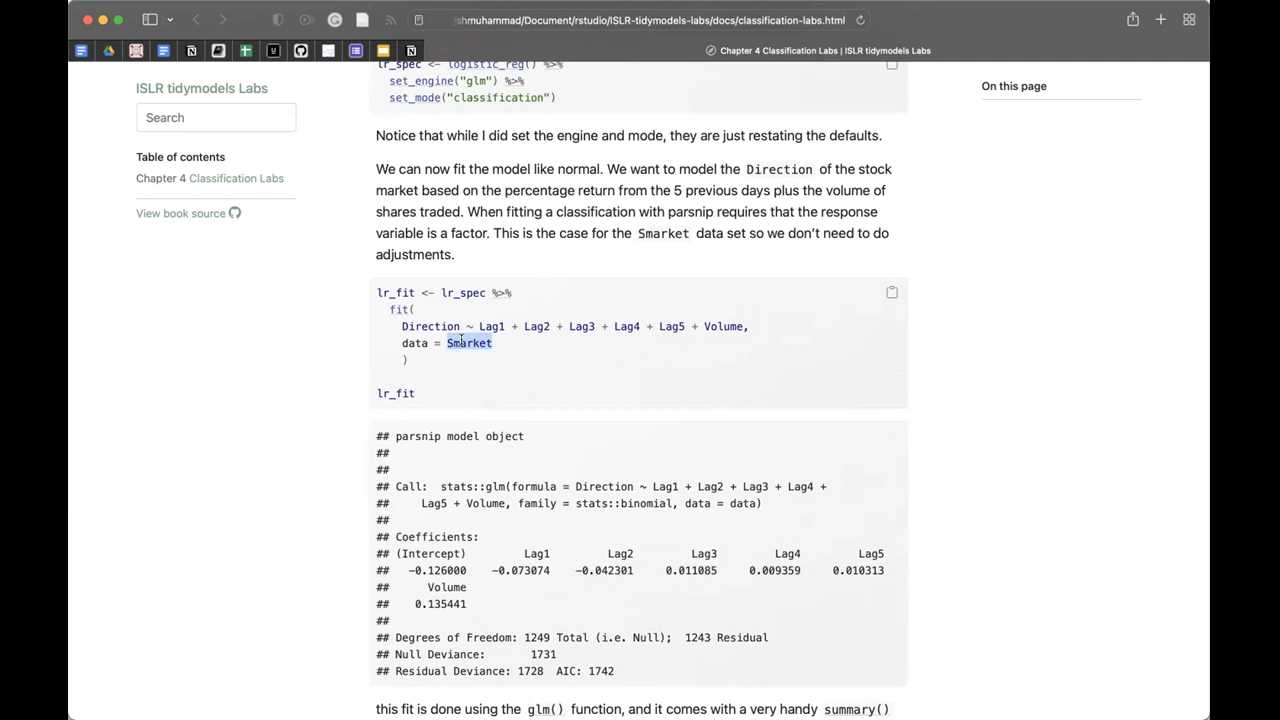 /shmuhammad/Document/rstudio/ISLR-tidymodels-labs/docs/classification-labs.html
Chapter 4 Classification Labs | ISLR tidymodels Labs
ISLR tidymodels Labs
Search
Table of contents
Chapter 4 Classification Labs
View book source
lr_spec <- logistic_reg() %>%
set_engine("glm") %>%
set_mode("classification")
Notice that while I did set the engine and mode, they are just restating the defaults.
We can now fit the model like normal. We want to model the Direction of the stock
market based on the percentage return from the 5 previous days plus the volume of
shares traded. When fitting a classification with parsnip requires that the response
variable is a factor. This is the case for the Smarket data set so we don't need to do
adjustments.
lr_fit <- lr_spec %>%
fit(
Direction ~ Lag1 + Lag2 + Lag3 + Lag4 + Lag5 + Volume,
data = Smarket
)
lr_fit
## parsnip model object
##
##
## Call:  stats::glm(formula = Direction ~ Lag1 + Lag2 + Lag3 + Lag4 +
##     Lag5 + Volume, family = stats::binomial, data = data)
##
## Coefficients:
## (Intercept)         Lag1         Lag2         Lag3         Lag4         Lag5
##   -0.126000    -0.073074    -0.042301     0.011085     0.009359     0.010313
##      Volume
##    0.135441
##
## Degrees of Freedom: 1249 Total (i.e. Null);  1243 Residual
## Null Deviance:      1731
## Residual Deviance: 1728  AIC: 1742
this fit is done using the glm() function, and it comes with a very handy summary()
On this page